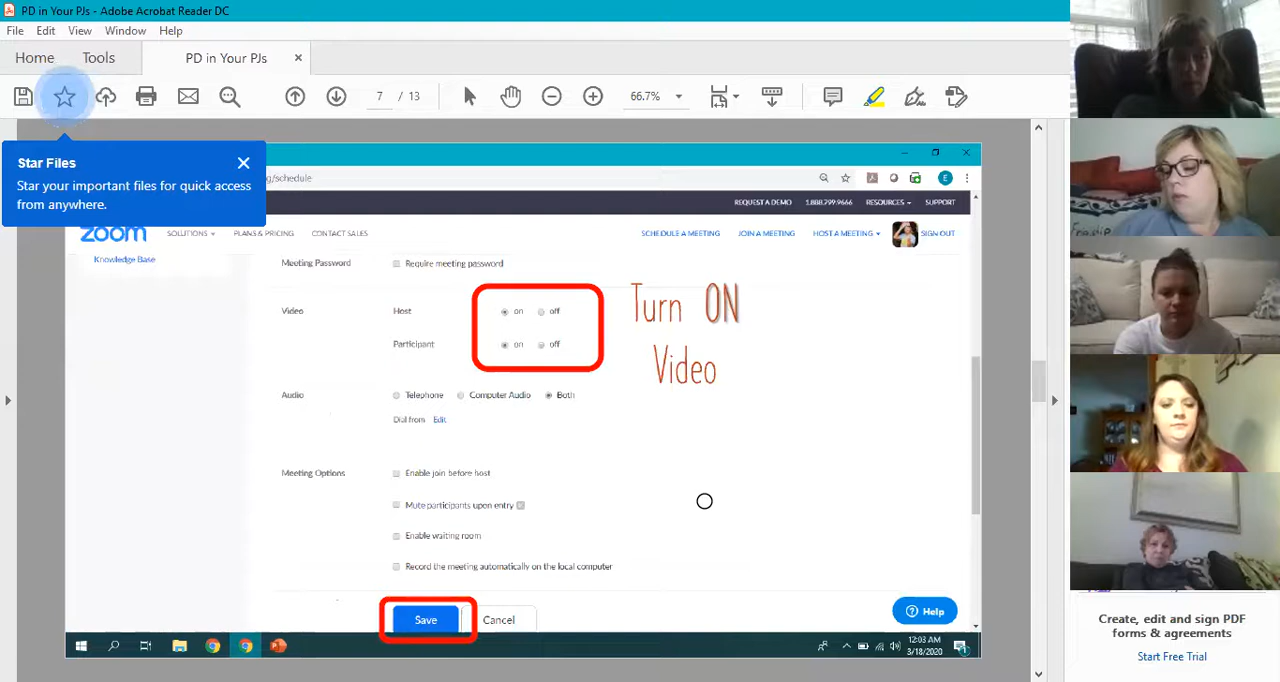 PD in Your PJs - Adobe Acrobat Reader DC
File Edit View Window Help
Home Tools PD in Your PJs ×
7 / 13 66.7%
Star Files
Star your important files for quick access
from anywhere.
g/schedule
E
REQUEST A DEMO 1.888.799.9666 RESOURCES SUPPORT
zoom SOLUTIONS PLANS & PRICING CONTACT SALES SCHEDULE A MEETING JOIN A MEETING HOST A MEETING SIGN OUT
Knowledge Base
Meeting Password Require meeting password
Video Host on off
Participant on off
Turn ON
Video
Audio Telephone Computer Audio Both
Dial from Edit
Meeting Options Enable join before host
Mute participants upon entry
Enable waiting room
Record the meeting automatically on the local computer
Save Cancel
Help
12:03 AM
3/18/2020
Create, edit and sign PDF
forms & agreements
Start Free Trial